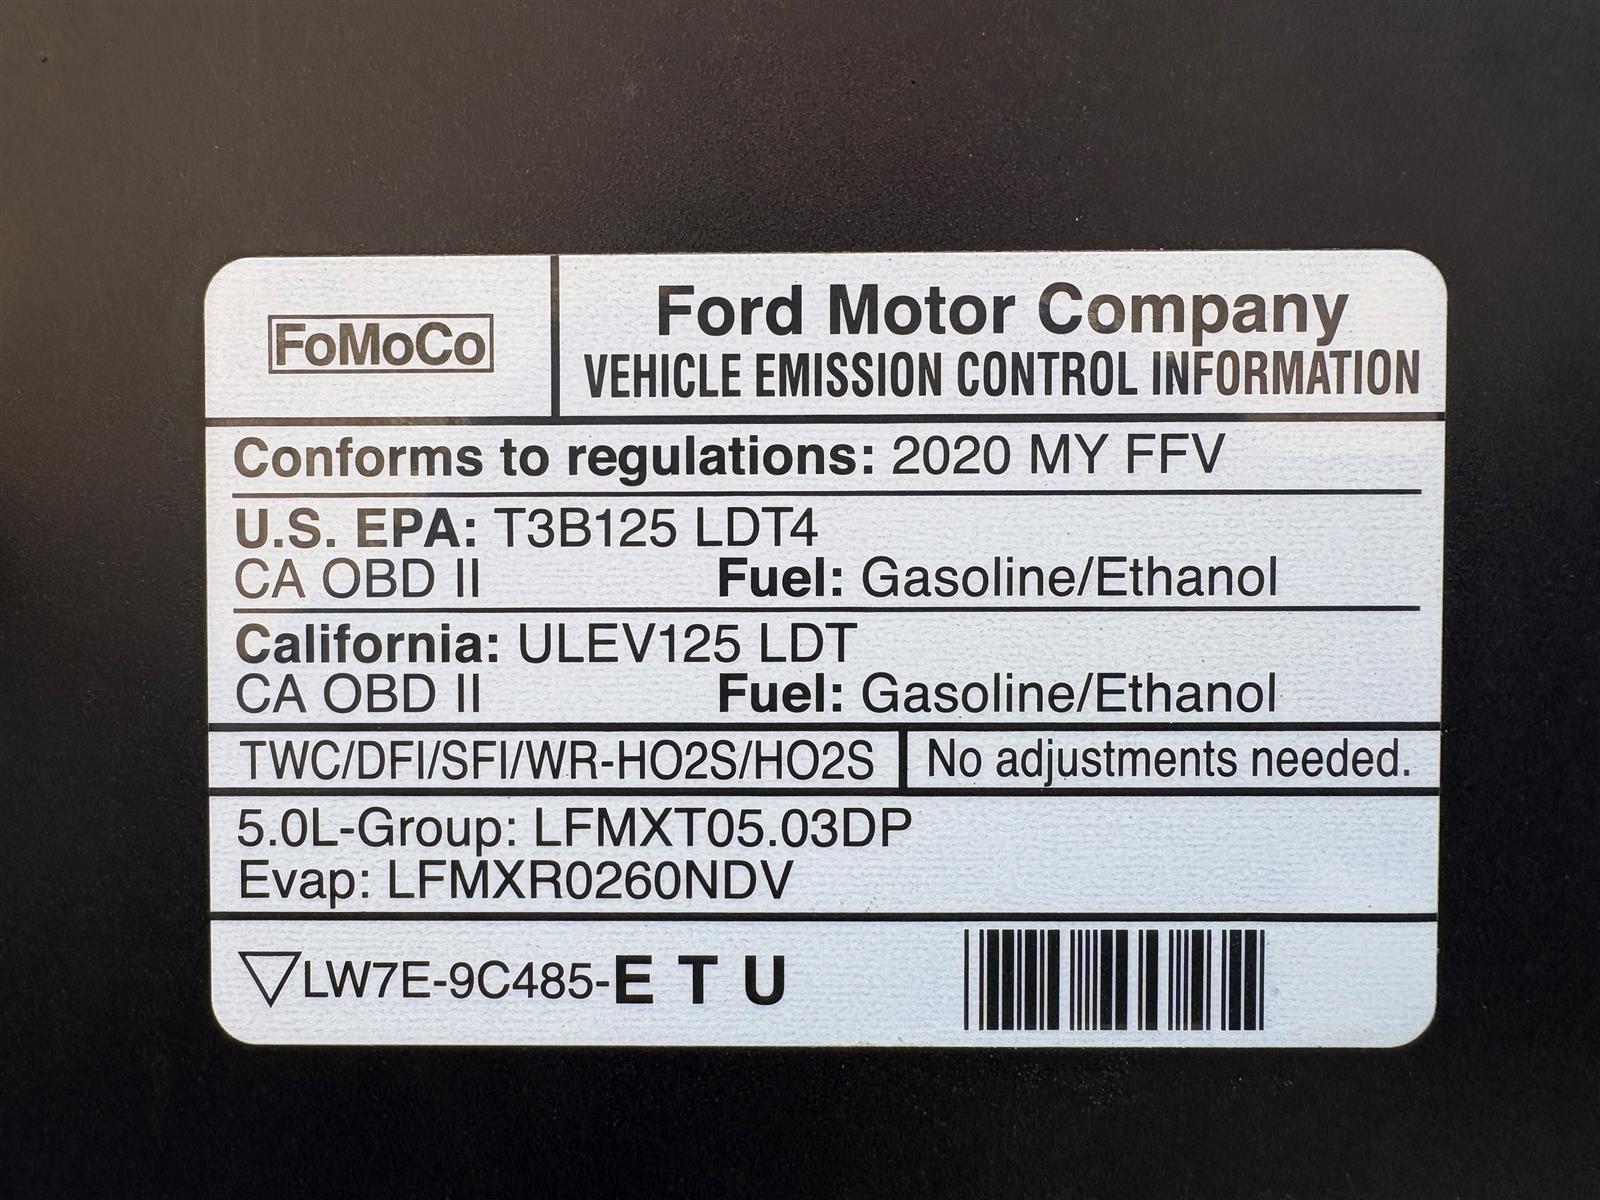 FoMoCo
Ford Motor Company
VEHICLE EMISSION CONTROL INFORMATION
Conforms to regulations: 2020 MY FFV
U.S. EPA: T3B125 LDT4
CA OBD II Fuel: Gasoline/Ethanol
California: ULEV125 LDT
CA OBD II Fuel: Gasoline/Ethanol
TWC/DFI/SFI/WR-HO2S/HO2S No adjustments needed.
5.0L-Group: LFMXT05.03DP
Evap: LFMXR0260NDV
LW7E-9C485-E T U